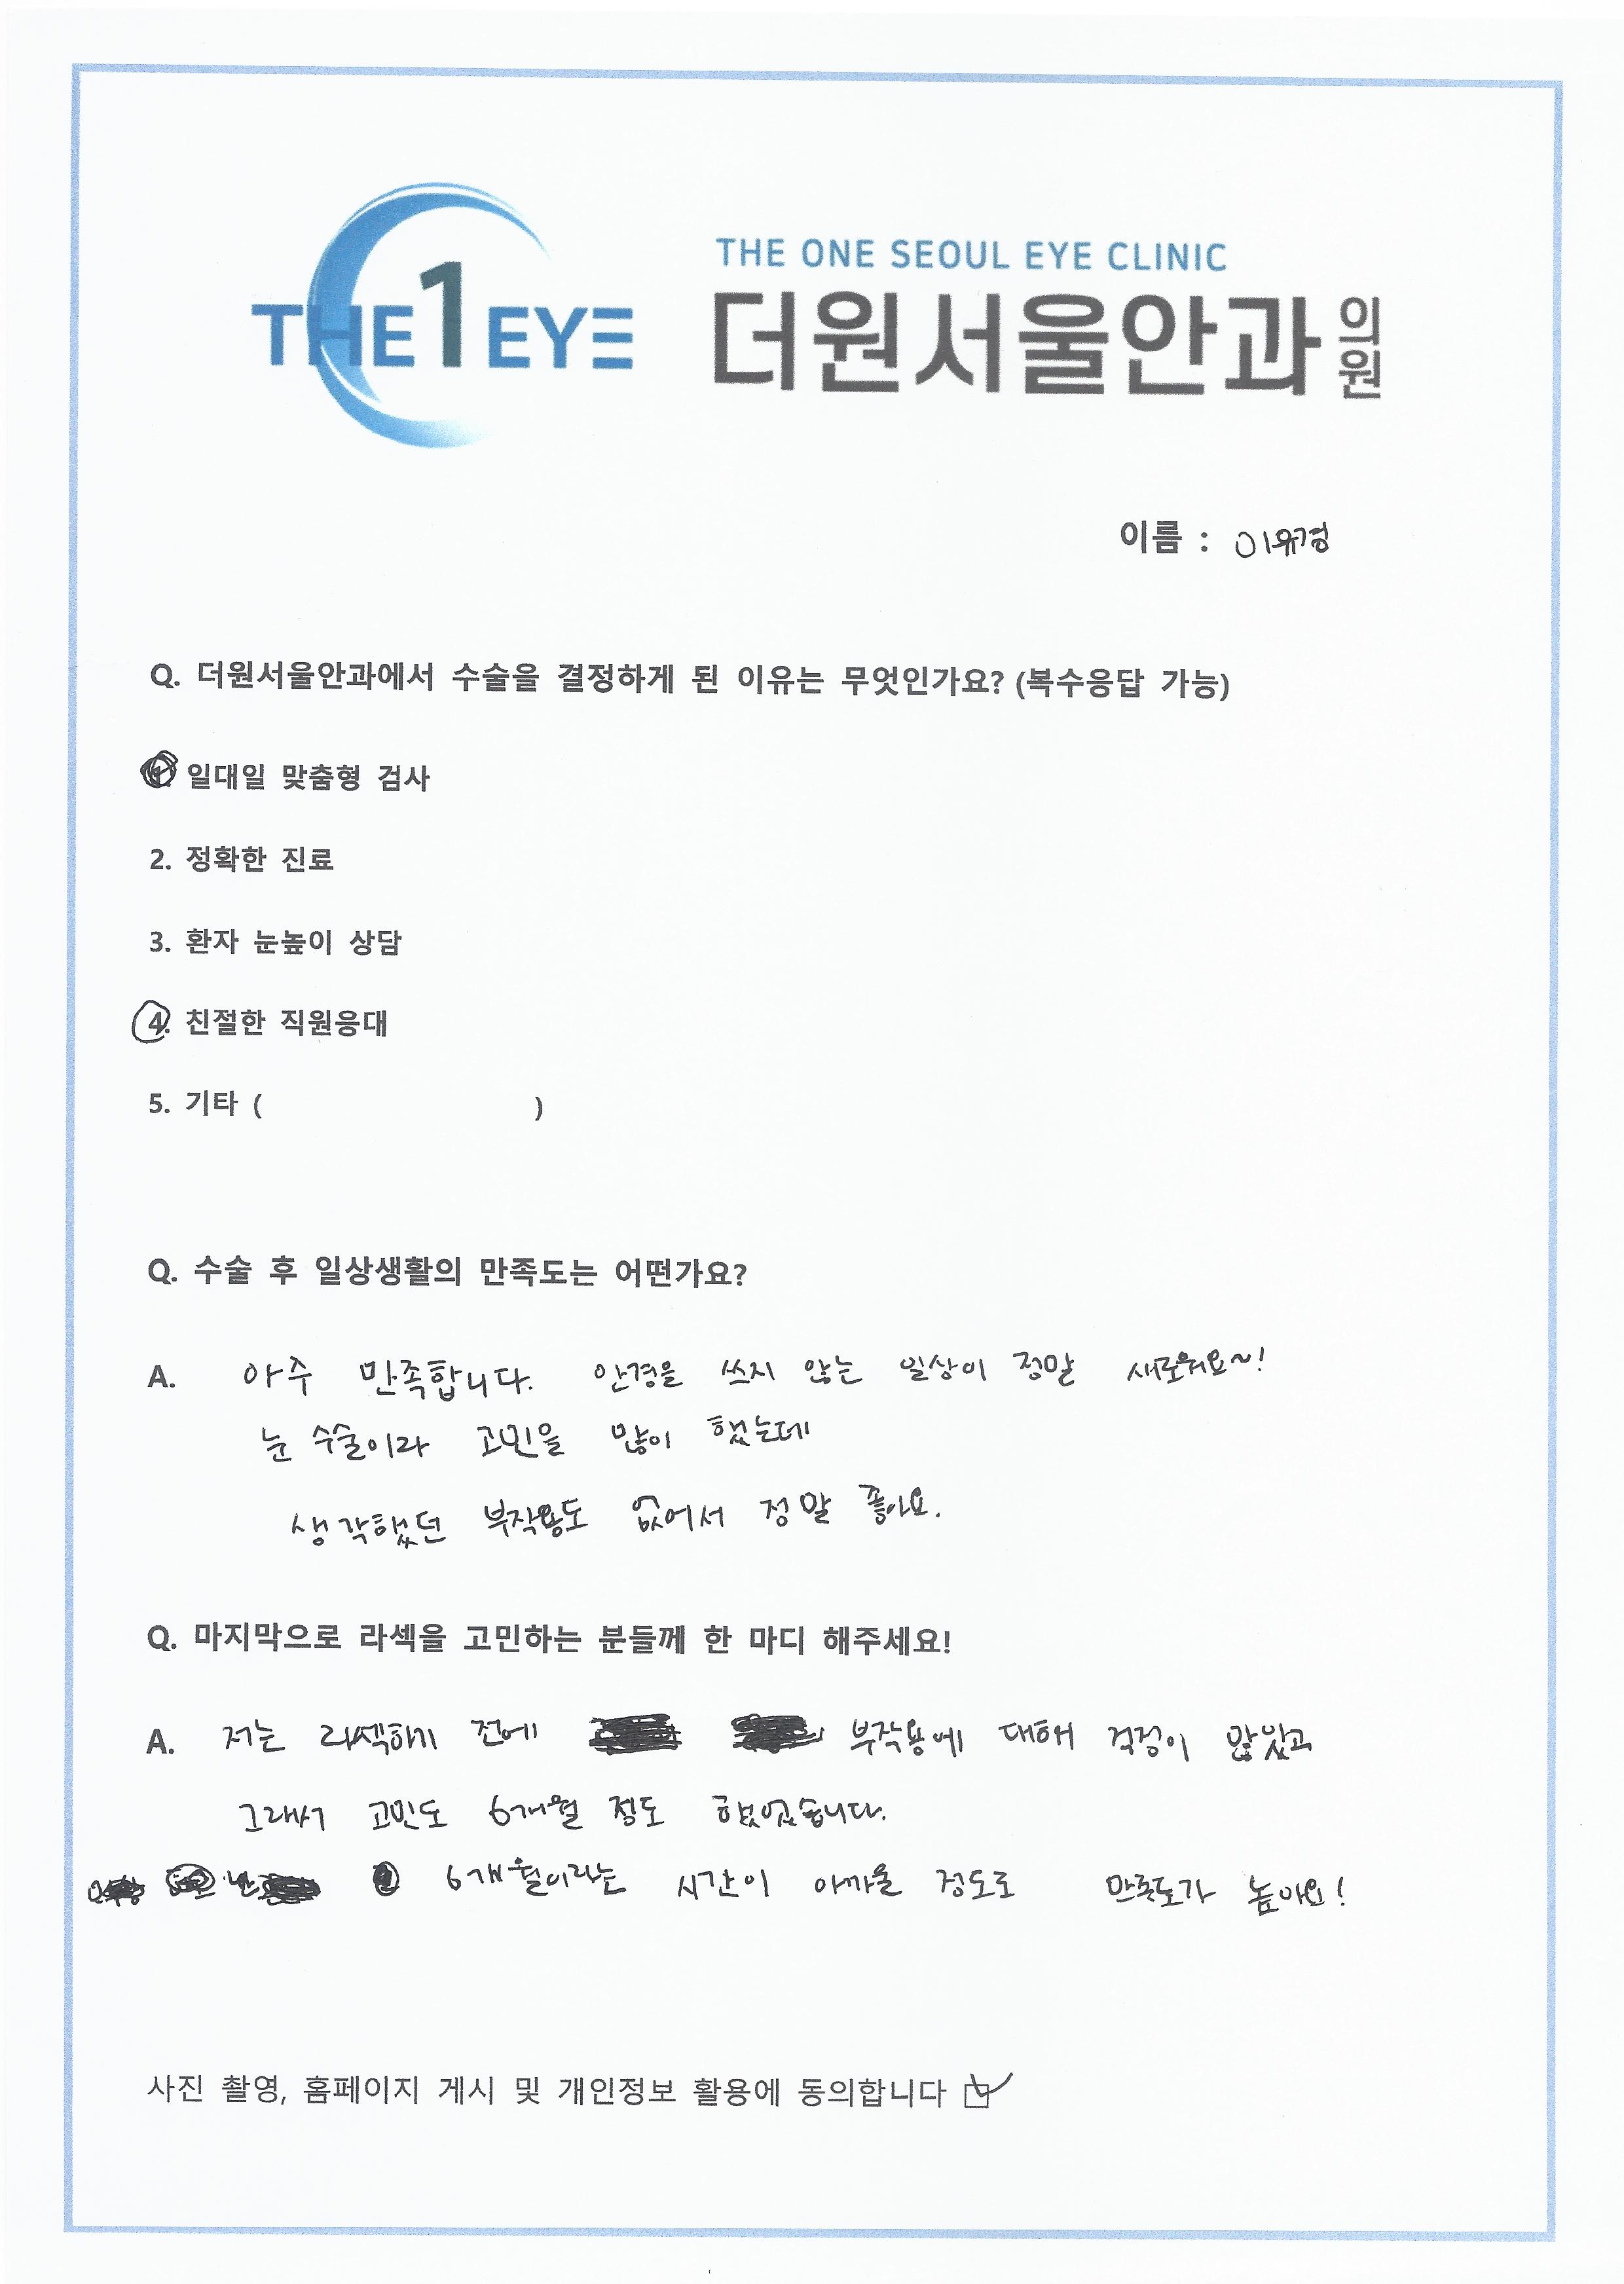 THE 1 EYE
THE ONE SEOUL EYE CLINIC
더원서울안과의원
이름 : 이유경
Q. 더원서울안과에서 수술을 결정하게 된 이유는 무엇인가요? (복수응답 가능)
1. 일대일 맞춤형 검사
2. 정확한 진료
3. 환자 눈높이 상담
4. 친절한 직원응대
5. 기타 ( )
Q. 수술 후 일상생활의 만족도는 어떤가요?
A. 아주 만족합니다. 안경을 쓰지 않는 일상이 정말 새로워요~!
눈 수술이라 고민을 많이 했는데
생각했던 부작용도 없어서 정말 좋아요.
Q. 마지막으로 라섹을 고민하는 분들께 한 마디 해주세요!
A. 저는 라섹하기 전에 부작용에 대해 걱정이 많았고
그래서 고민도 6개월 정도 했었습니다.
6개월이라는 시간이 아까울 정도로 만족도가 높아요!
사진 촬영, 홈페이지 게시 및 개인정보 활용에 동의합니다